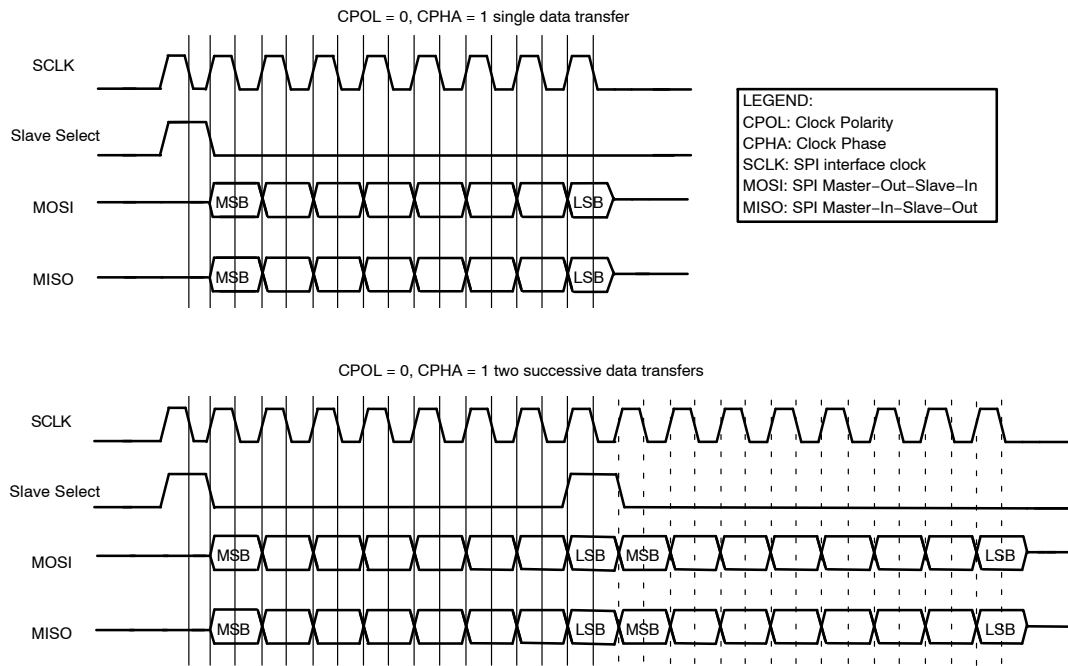 CPOL = 0, CPHA = 1 single data transfer
SCLK
Slave Select
MOSI
MSB
LSB
MISO
MSB
LSB
LEGEND:
CPOL: Clock Polarity
CPHA: Clock Phase
SCLK: SPI interface clock
MOSI: SPI Master−Out−Slave−In
MISO: SPI Master−In−Slave−Out
CPOL = 0, CPHA = 1 two successive data transfers
SCLK
Slave Select
MOSI
MSB
LSB
MSB
LSB
MISO
MSB
LSB
MSB
LSB